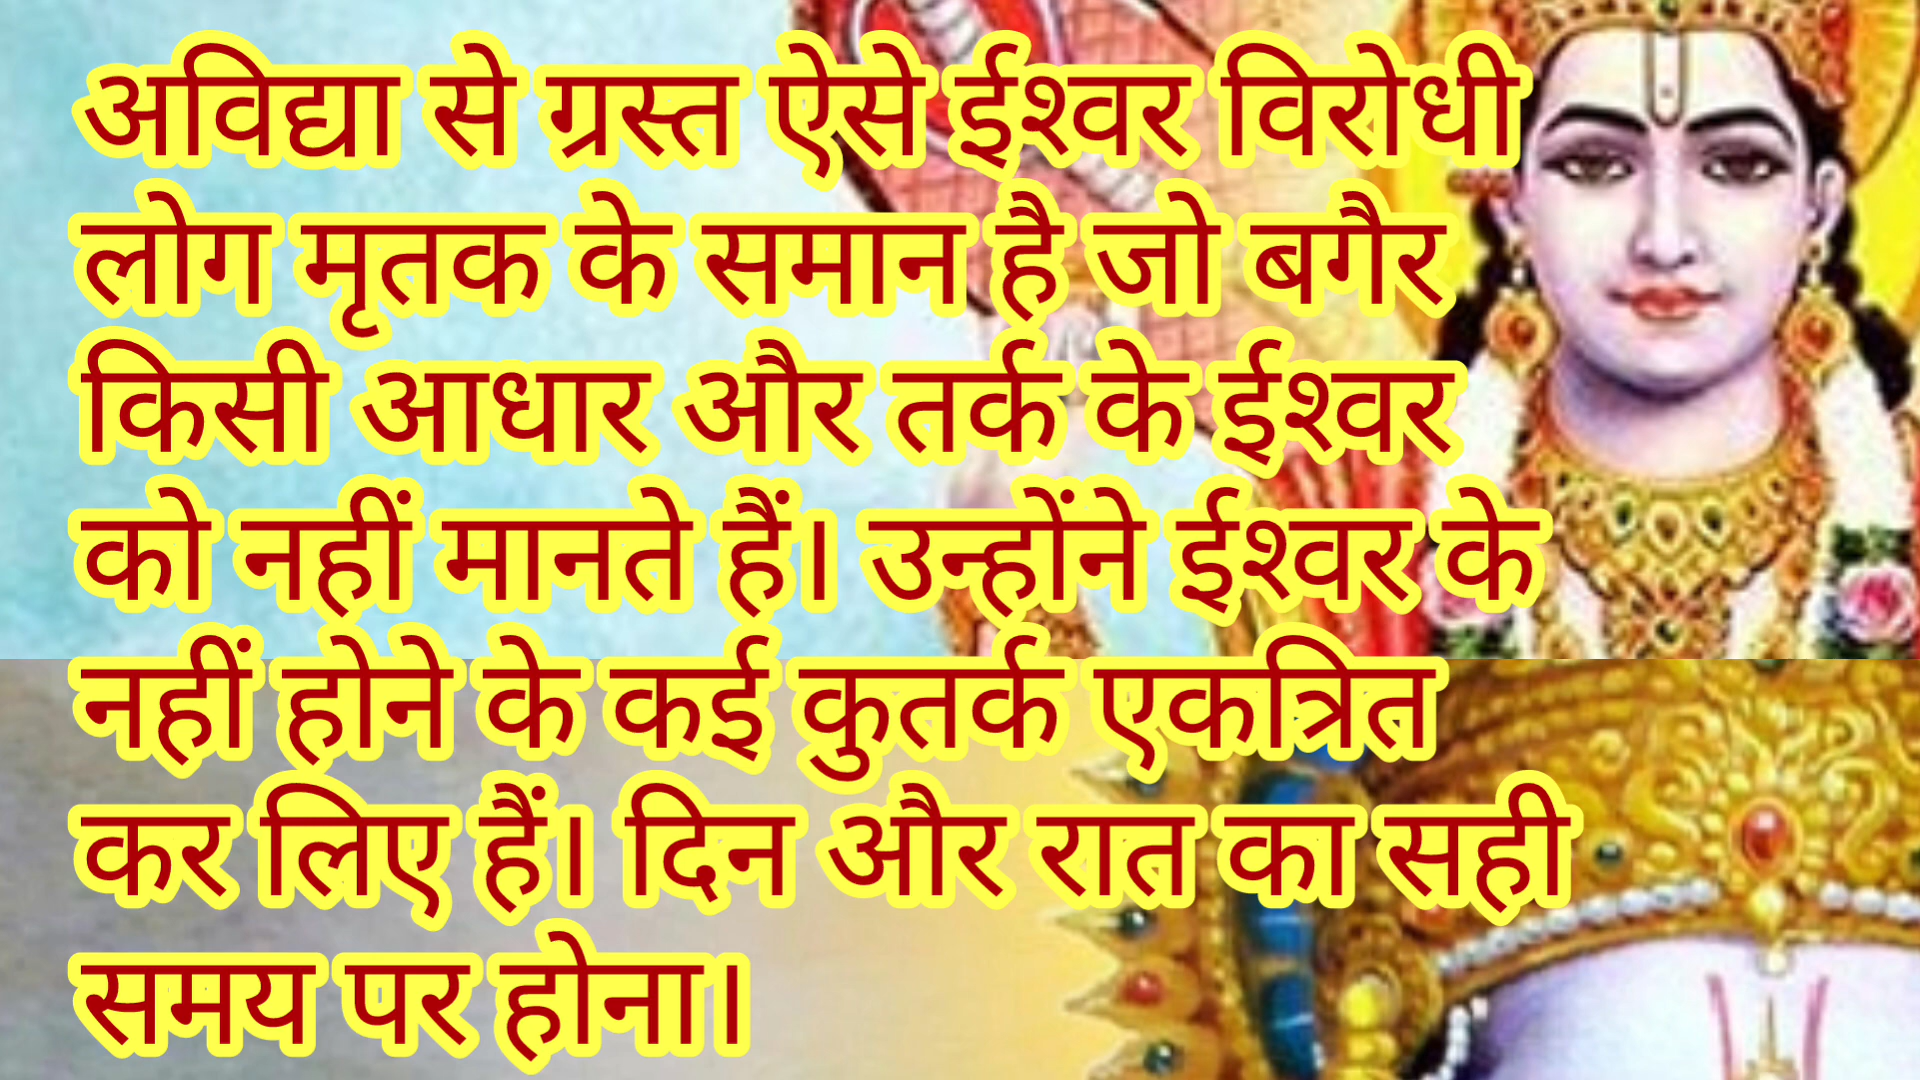 अविद्या से ग्रस्त ऐसे ईश्वर विरोधी
लोग मृतक के समान है जो बगैर
किसी आधार और तर्क के ईश्वर
को नहीं मानते हैं। उन्होंने ईश्वर के
नहीं होने के कई कुतर्क एकत्रित
कर लिए हैं। दिन और रात का सही
समय पर होना।